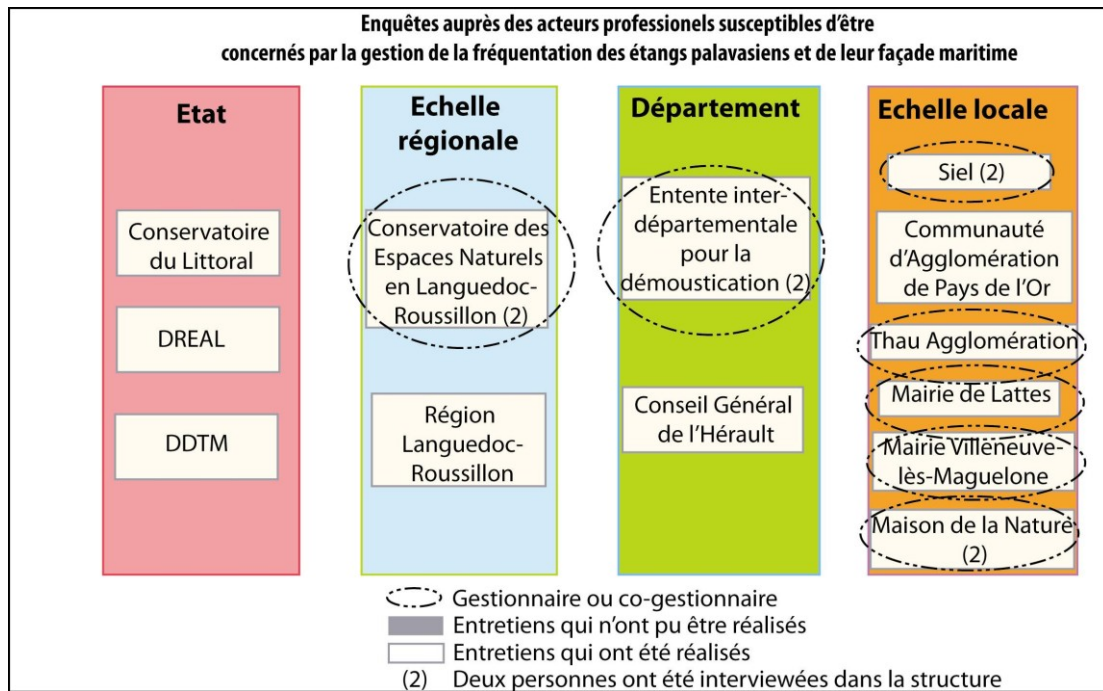 Enquêtes auprès des acteurs professionels susceptibles d'être
concernés par la gestion de la fréquentation des étangs palavasiens et de leur façade maritime
Etat
Conservatoire
du Littoral
DREAL
DDTM
Echelle
régionale
Conservatoire des
Espaces Naturels
en Languedoc-
Roussillon (2)
Région
Languedoc-
Roussillon
Département
Entente inter-
départementale
pour la
démoustication (2)
Conseil Général
de l'Hérault
Echelle locale
Siel (2)
Communauté
d'Agglomération
de Pays de l'Or
Thau Agglomération
Mairie de Lattes
Mairie Villeneuve-
lès-Maguelone
Maison de la Nature
(2)
Gestionnaire ou co-gestionnaire
Entretiens qui n'ont pu être réalisés
Entretiens qui ont été réalisés
(2) Deux personnes ont été interviewées dans la structure